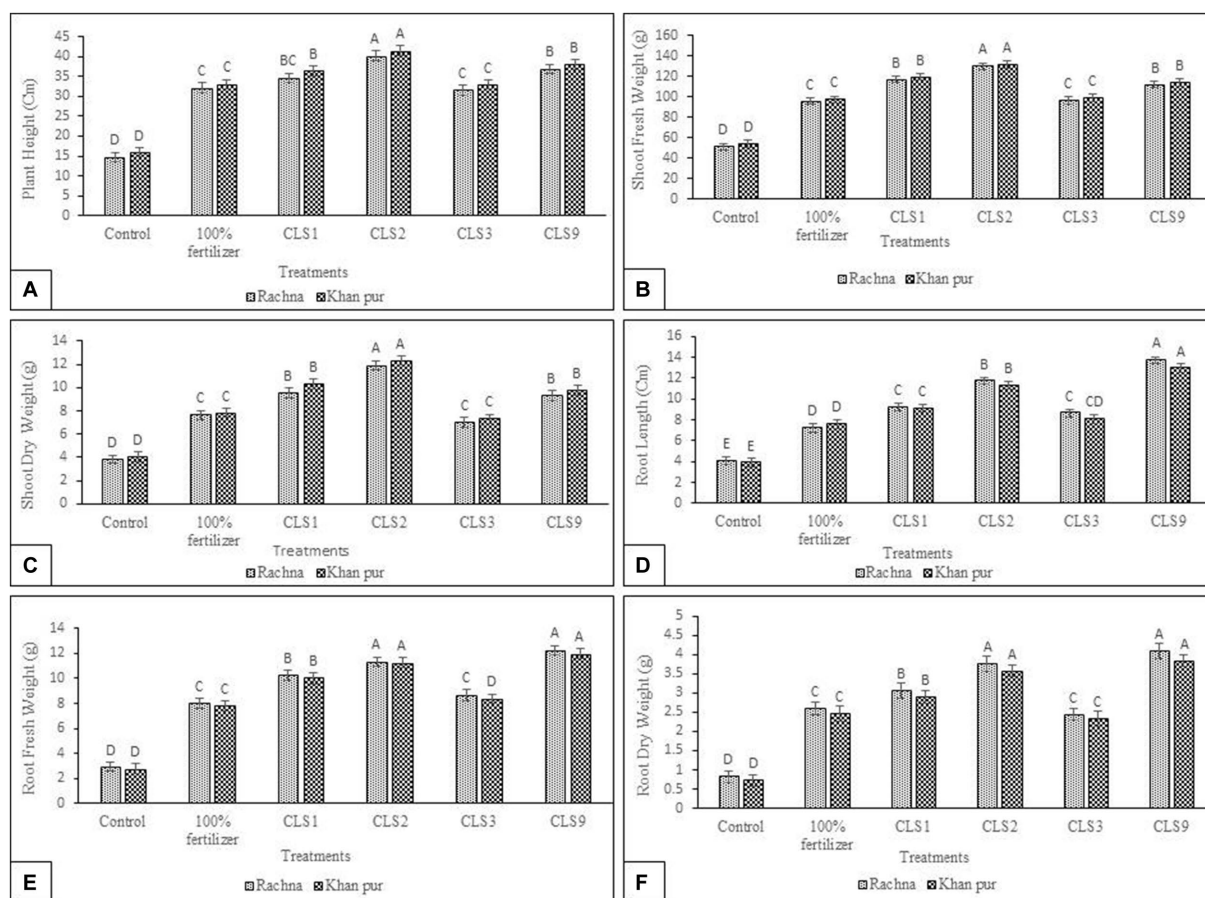 Plant Height (Cm)
45
40
35
30
25
20
15
10
5
0
D D C C BC B A A C C B B
Control 100% fertilizer CLS1 CLS2 CLS3 CLS9
Treatments
A
Rachna Khan pur
Shoot Fresh Weight (g)
160
140
120
100
80
60
40
20
0
D D C C B B A A C C B B
Control 100% fertilizer CLS1 CLS2 CLS3 CLS9
Treatments
B
Rachna Khan pur
Shoot Dry Weight (g)
14
12
10
8
6
4
2
0
D D C C B B A A C C B B
Control 100% fertilizer CLS1 CLS2 CLS3 CLS9
Treatments
C
Rachna Khan pur
Root Length (Cm)
16
14
12
10
8
6
4
2
0
E E D D C C B B C CD A A
Control 100% fertilizer CLS1 CLS2 CLS3 CLS9
Treatments
D
Rachna Khan pur
Root Fresh Weight (g)
14
12
10
8
6
4
2
0
D D C C B B A A C D A A
Control 100% fertilizer CLS1 CLS2 CLS3 CLS9
Treatments
E
Rachna Khan pur
Root Dry Weight (g)
5
4.5
4
3.5
3
2.5
2
1.5
1
0.5
0
D D C C B B A A C C A A
Control 100% fertilizer CLS1 CLS2 CLS3 CLS9
Treatments
F
Rachna Khan pur